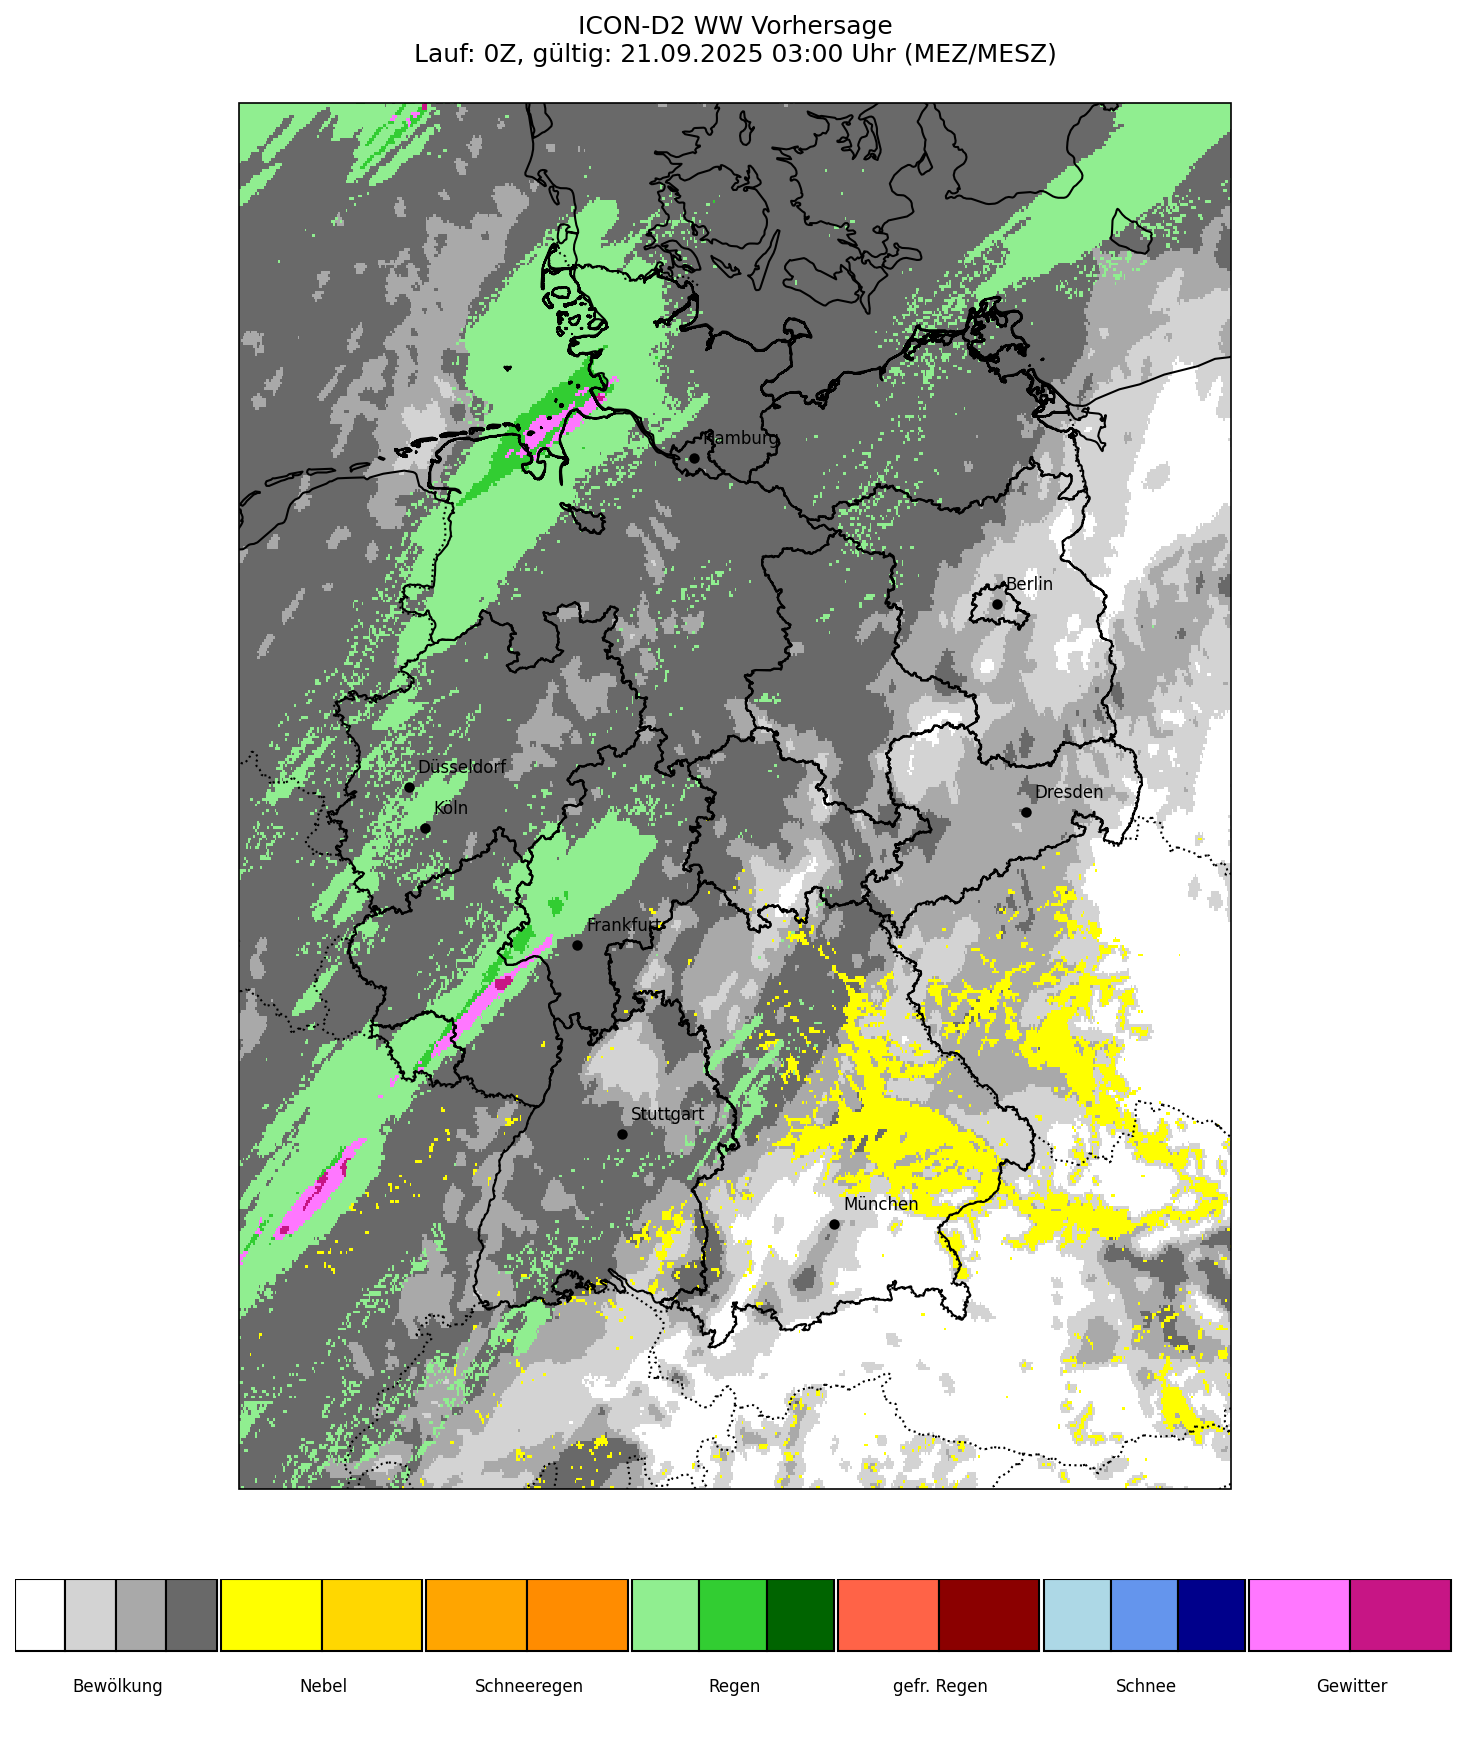 ICON-D2 WW Vorhersage
Lauf: 0Z, gültig: 21.09.2025 03:00 Uhr (MEZ/MESZ)
Hamburg
Berlin
Düsseldorf
Köln
Dresden
Frankfurt
Stuttgart
München
Bewölkung
Nebel
Schneeregen
Regen
gefr. Regen
Schnee
Gewitter